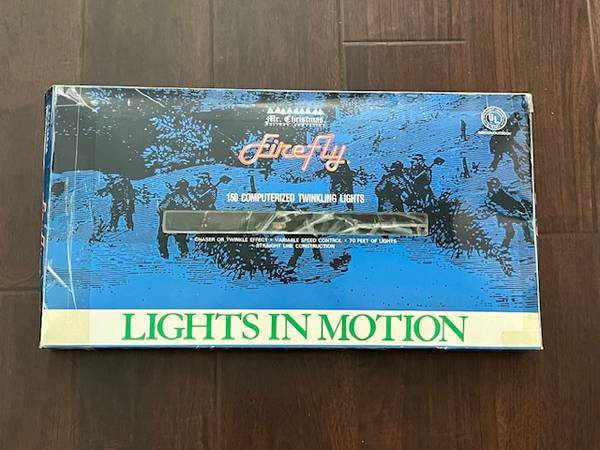 Mr. Christmas
Firefly
UL
150 COMPUTERIZED TWINKLING LIGHTS
• CHASER OR TWINKLE EFFECT • VARIABLE SPEED CONTROL • 70 FEET OF LIGHTS
• STRAIGHT LINE CONSTRUCTION
LIGHTS IN MOTION